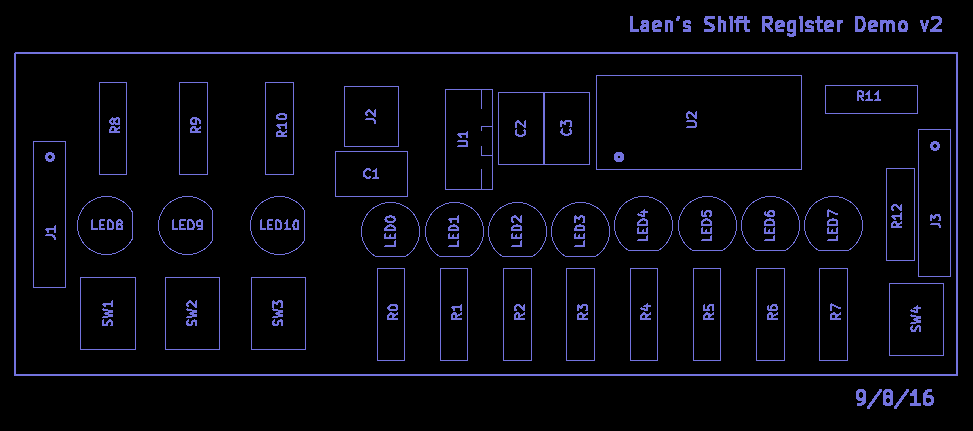 Laen's Shift Register Demo v2
R8
R9
R10
J2
U1
C2
C3
U2
R11
C1
J1
LED8
LED9
LED10
LED0
LED1
LED2
LED3
LED4
LED5
LED6
LED7
R12
J3
SW1
SW2
SW3
R0
R1
R2
R3
R4
R5
R6
R7
SW4
9/8/16